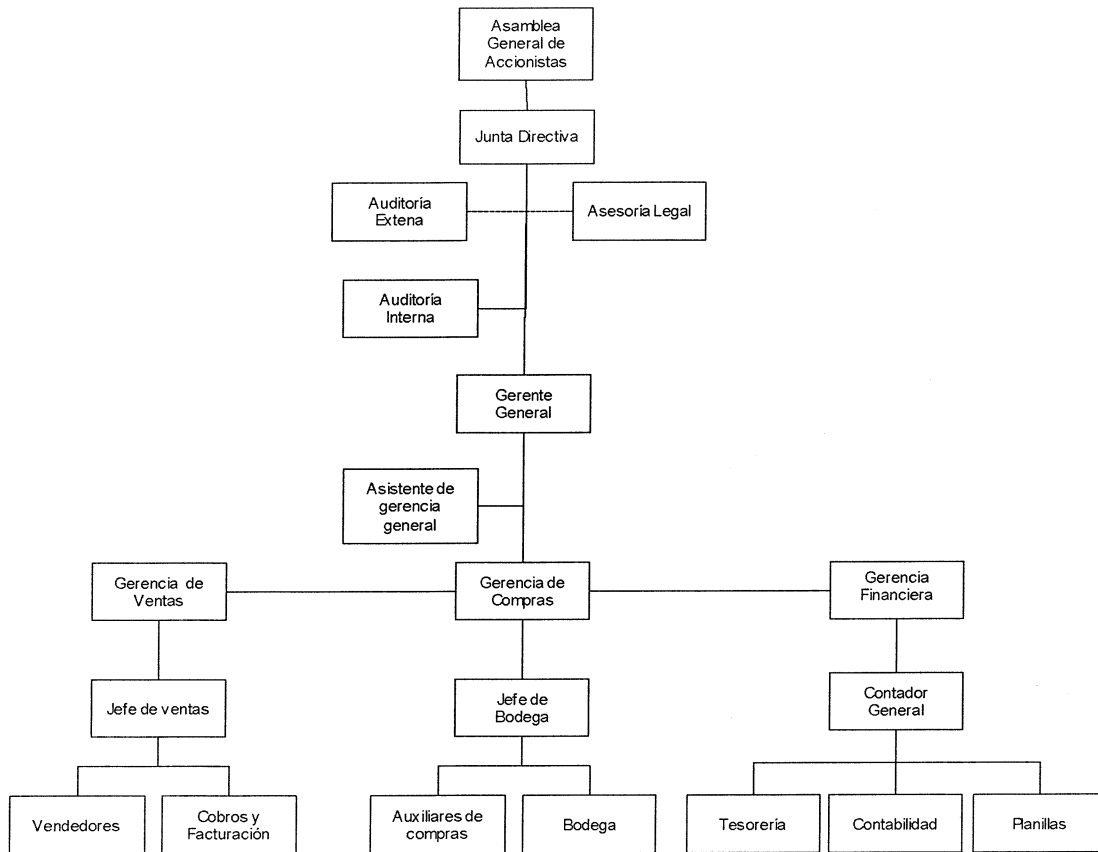 Asamblea
General de
Accionistas
Junta Directiva
Auditoría
Extena
Asesoría Legal
Auditoría
Interna
Gerente
General
Asistente de
gerencia
general
Gerencia de
Ventas
Gerencia de
Compras
Gerencia
Financiera
Jefe de ventas
Jefe de
Bodega
Contador
General
Vendedores
Cobros y
Facturación
Auxiliares de
compras
Bodega
Tesorería
Contabilidad
Planillas